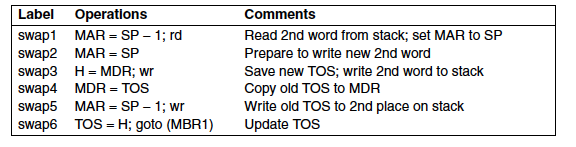 Label Operations Comments
swap1 MAR = SP – 1; rd Read 2nd word from stack; set MAR to SP
swap2 MAR = SP Prepare to write new 2nd word
swap3 H = MDR; wr Save new TOS; write 2nd word to stack
swap4 MDR = TOS Copy old TOS to MDR
swap5 MAR = SP – 1; wr Write old TOS to 2nd place on stack
swap6 TOS = H; goto (MBR1) Update TOS